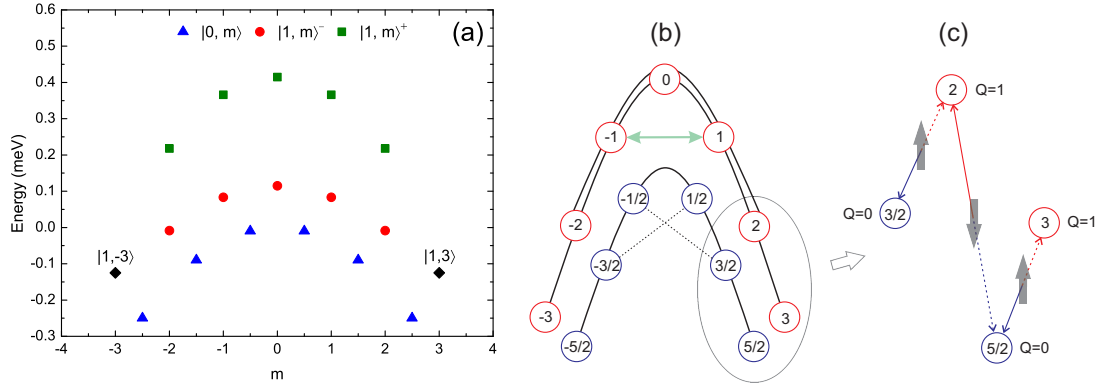 (a)
|0, m⟩ |1, m⟩⁻ |1, m⟩⁺
Energy (meV)
0.6
0.5
0.4
0.3
0.2
0.1
0.0
-0.1
-0.2
-0.3
|1,-3⟩
|1,3⟩
-4 -3 -2 -1 0 1 2 3 4
m
(b)
0
-1 1
-1/2 1/2
-2 2
-3/2 3/2
-3 3
-5/2 5/2
(c)
2 Q=1
Q=0 3/2
3 Q=1
5/2 Q=0